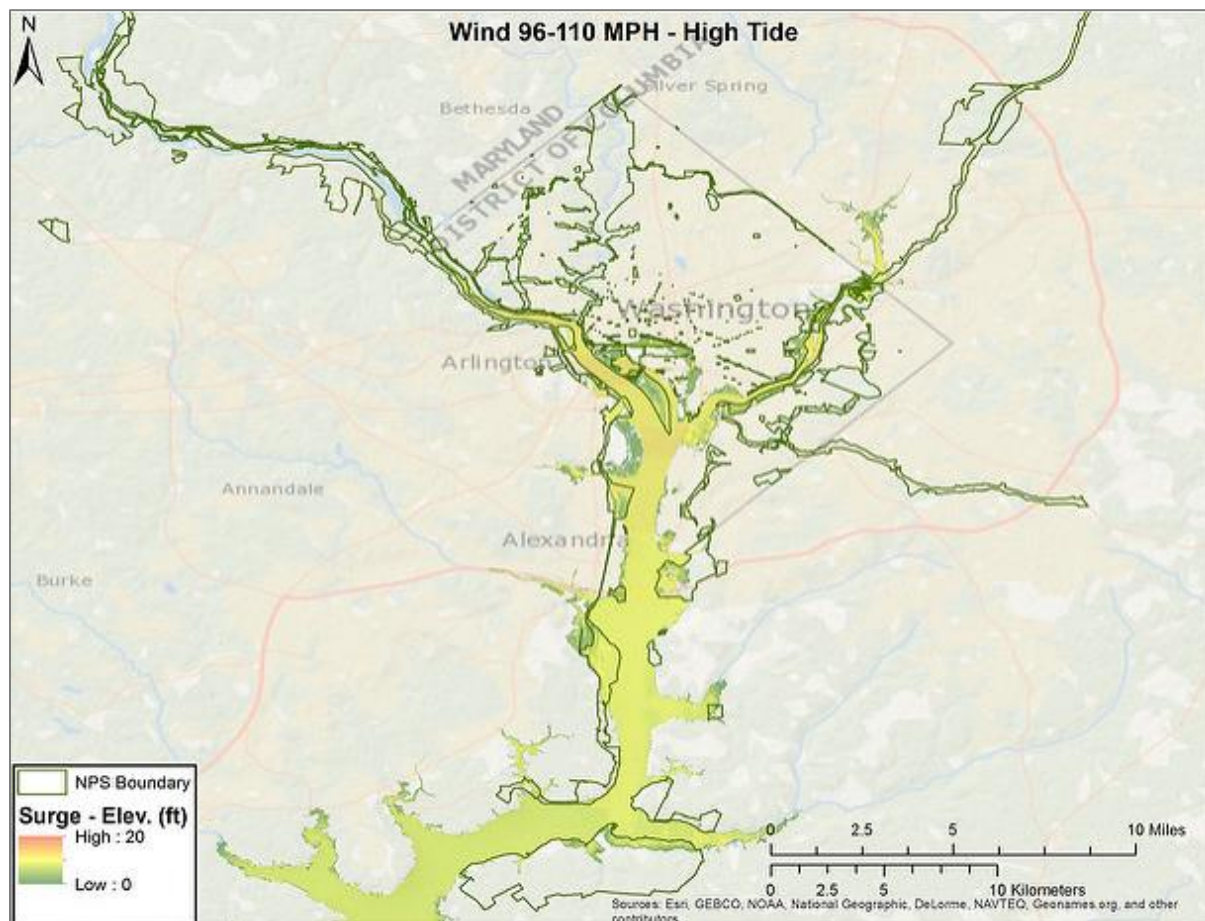 Wind 96-110 MPH - High Tide
N
Silver Spring
Bethesda
MARYLAND
DISTRICT OF COLUMBIA
Washington
Arlington
Annandale
Alexandria
Burke
NPS Boundary
Surge - Elev. (ft)
High : 20
Low : 0
0 2.5 5 10 Miles
0 2.5 5 10 Kilometers
Sources: Esri, GEBCO, NOAA, National Geographic, DeLorme, NAVTEQ, Geonames.org, and other
contributors